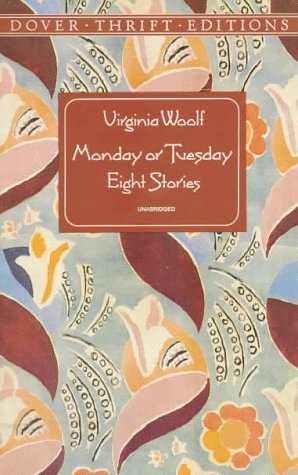 DOVER · THRIFT · EDITIONS
Virginia Woolf
Monday or Tuesday
Eight Stories
UNABRIDGED